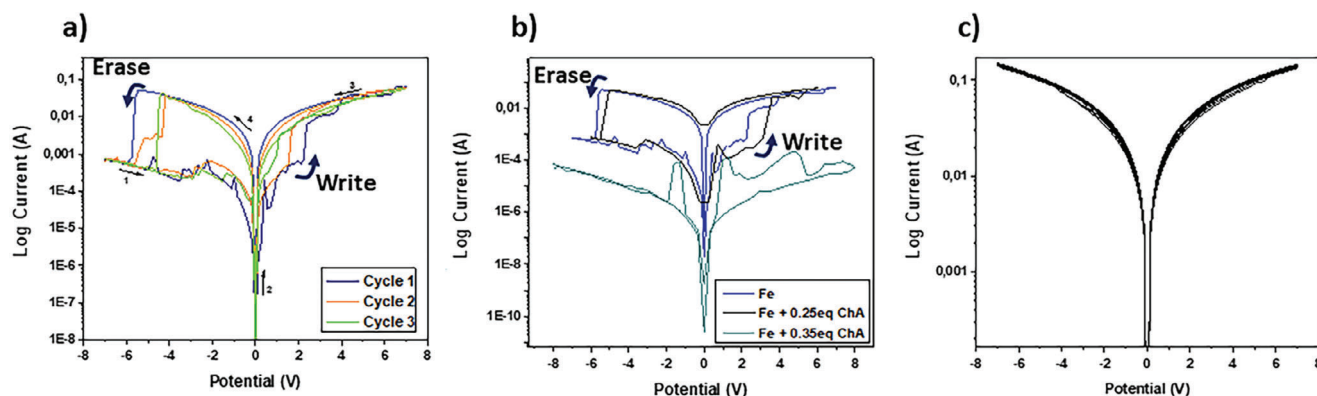 a)
Erase
Write
3
4
1
2
0,1
0,01
0,001
1E-4
1E-5
1E-6
1E-7
1E-8
-8 -6 -4 -2 0 2 4 6 8
Log Current (A)
Potential (V)
Cycle 1
Cycle 2
Cycle 3
b)
Erase
Write
0,01
1E-4
1E-6
1E-8
1E-10
-8 -6 -4 -2 0 2 4 6 8
Log Current (A)
Potential (V)
Fe
Fe + 0.25eq ChA
Fe + 0.35eq ChA
c)
0,1
0,01
0,001
-8 -6 -4 -2 0 2 4 6 8
Log Current (A)
Potential (V)